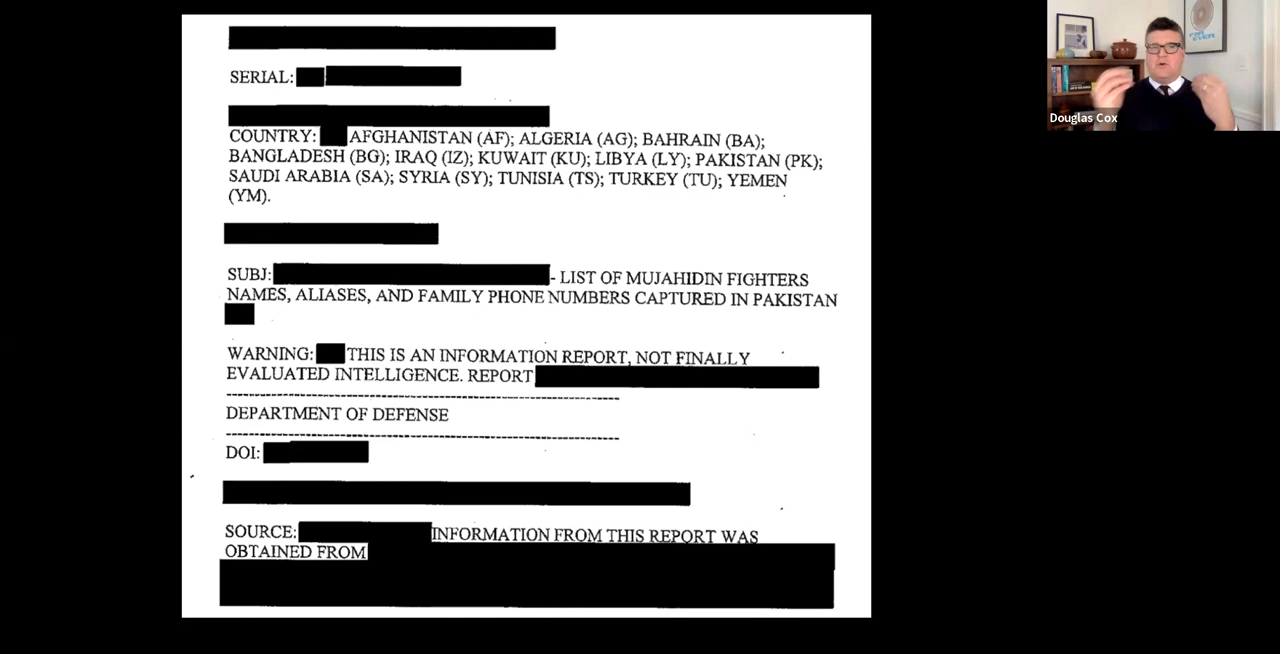 SERIAL:
COUNTRY: AFGHANISTAN (AF); ALGERIA (AG); BAHRAIN (BA);
BANGLADESH (BG); IRAQ (IZ); KUWAIT (KU); LIBYA (LY); PAKISTAN (PK);
SAUDI ARABIA (SA); SYRIA (SY); TUNISIA (TS); TURKEY (TU); YEMEN
(YM).
SUBJ: - LIST OF MUJAHIDIN FIGHTERS
NAMES, ALIASES, AND FAMILY PHONE NUMBERS CAPTURED IN PAKISTAN
WARNING: THIS IS AN INFORMATION REPORT, NOT FINALLY
EVALUATED INTELLIGENCE. REPORT
DEPARTMENT OF DEFENSE
DOI:
SOURCE: INFORMATION FROM THIS REPORT WAS
OBTAINED FROM
Douglas Cox